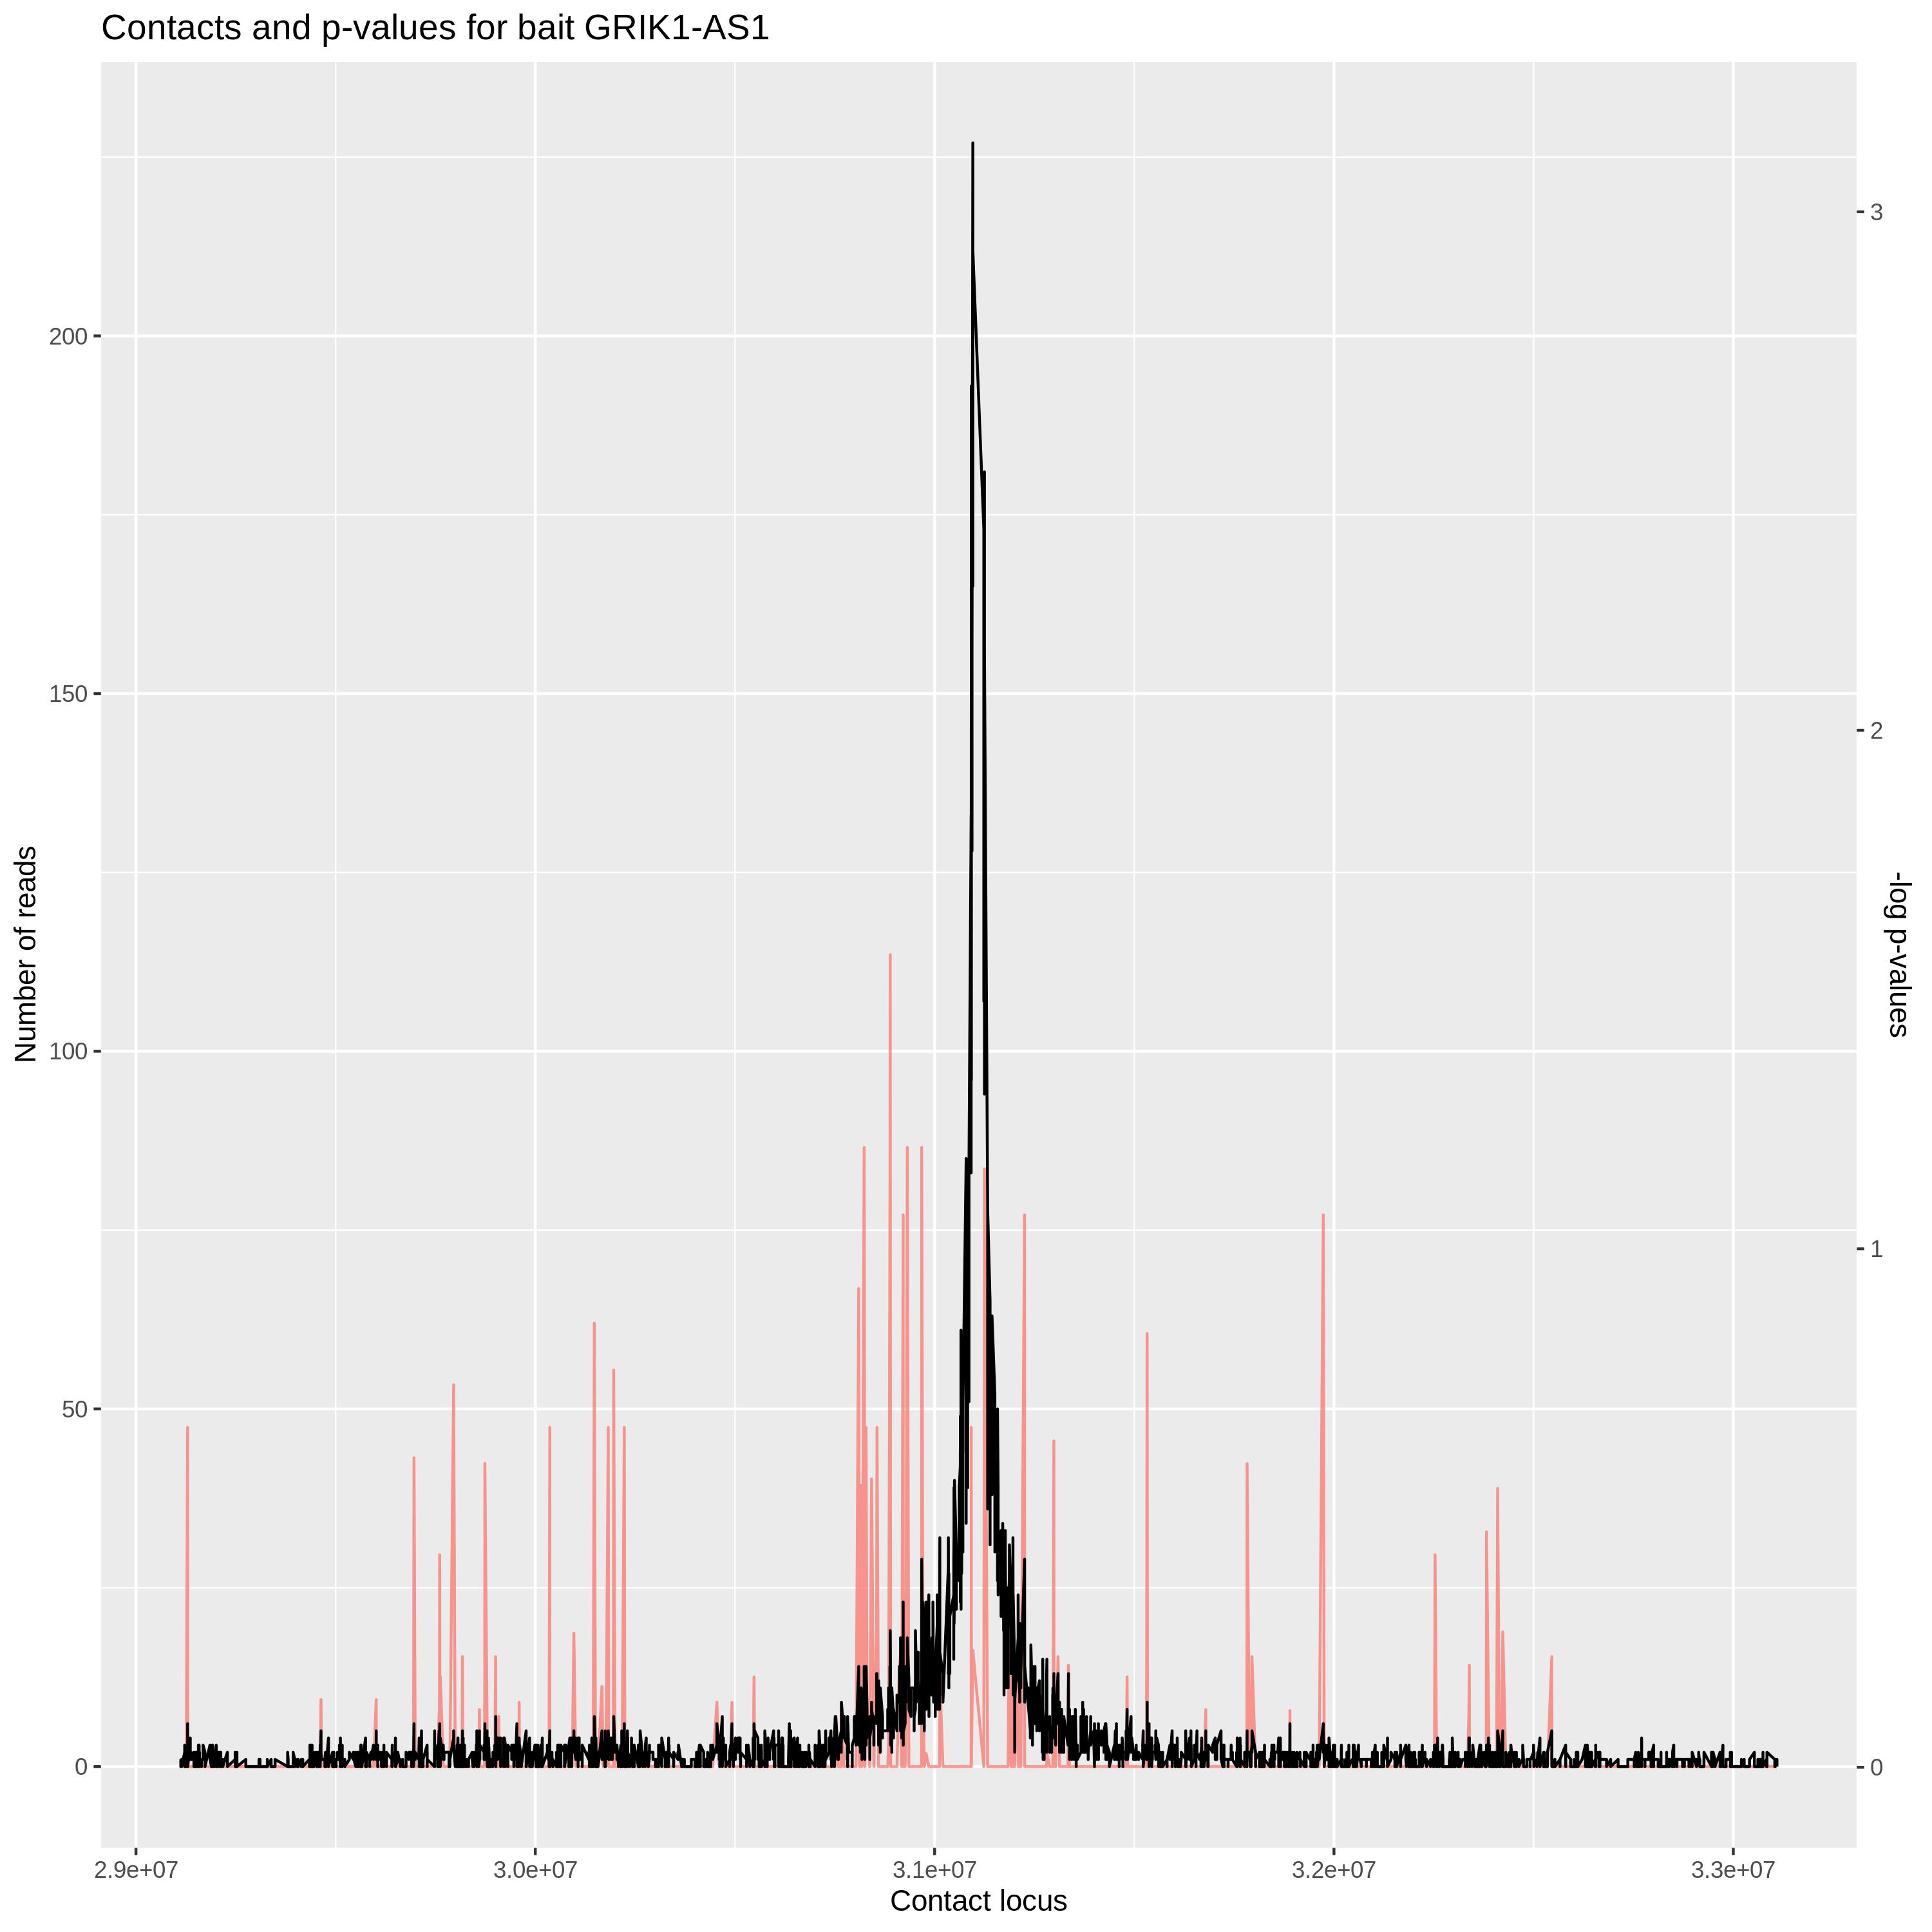 Contacts and p-values for bait GRIK1-AS1
200
150
100
50
0
Number of reads
3
2
1
0
-log p-values
2.9e+07 3.0e+07 3.1e+07 3.2e+07 3.3e+07
Contact locus